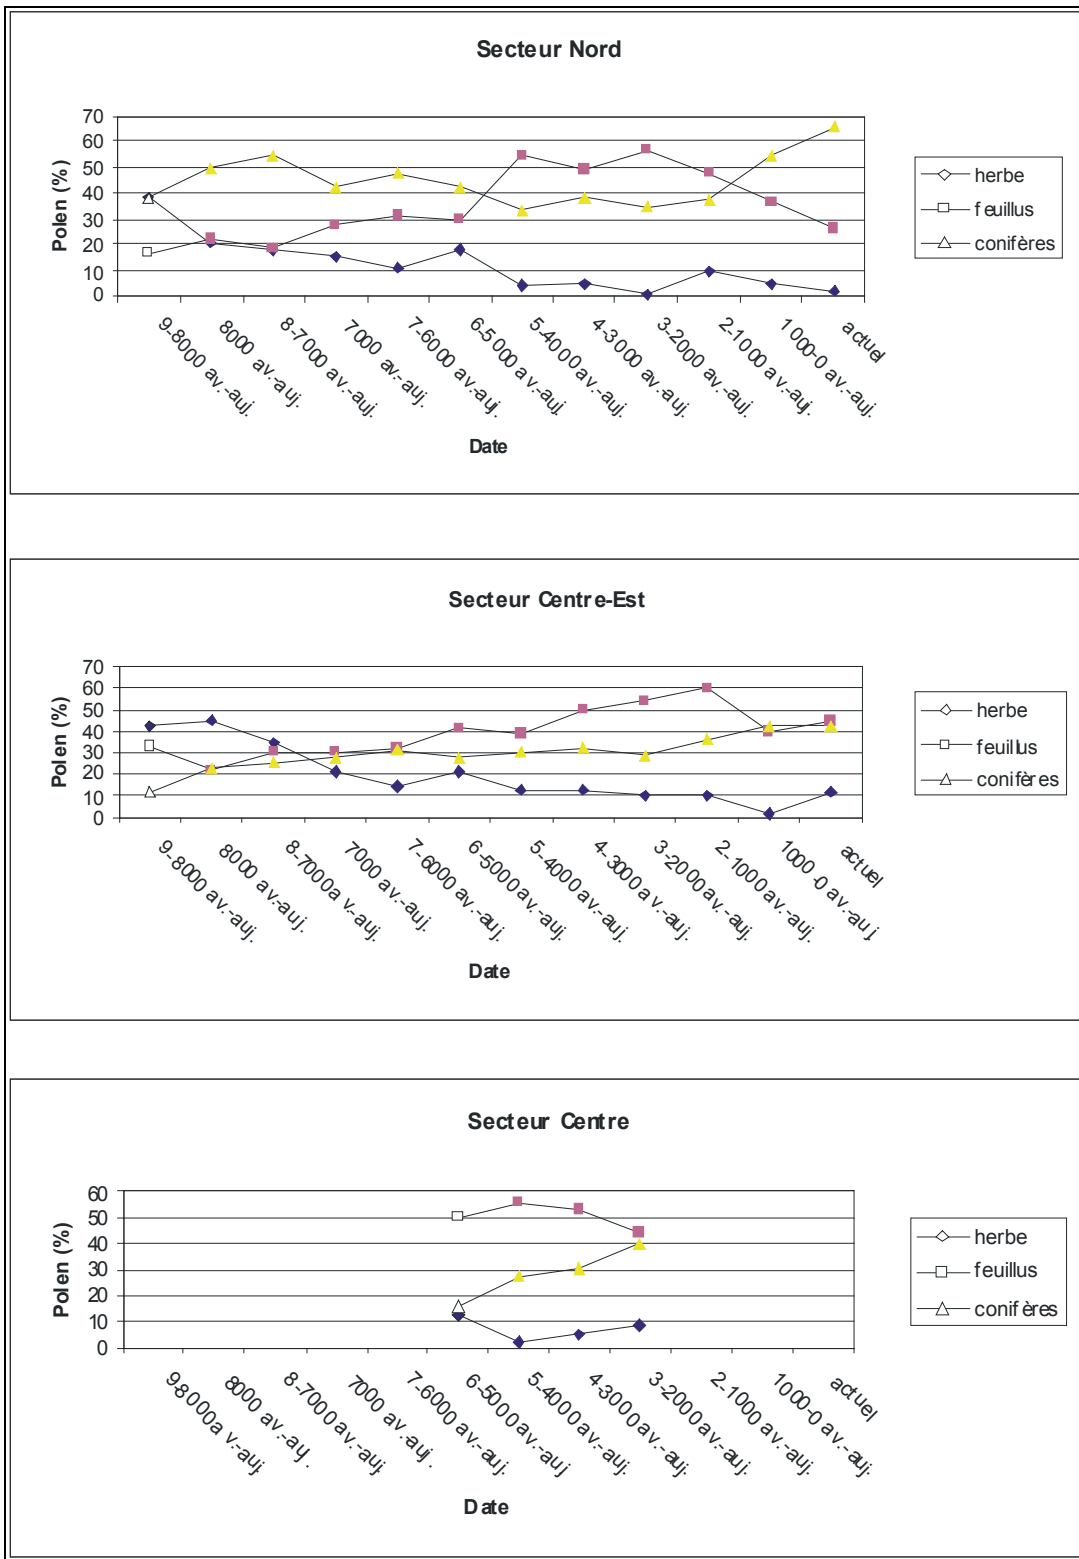 Secteur Nord
Polen (%)
70
60
50
40
30
20
10
0
9-8000 av.-auj.
8000 av.-auj.
8-7000 av.-auj.
7000 av.-auj.
7-6000 av.-auj.
6-5000 av.-auj.
5-4000 av.-auj.
4-3000 av.-auj.
3-2000 av.-auj.
2-1000 av.-auj.
1000-0 av.-auj.
actuel
Date
herbe
feuillus
conifères
Secteur Centre-Est
Polen (%)
70
60
50
40
30
20
10
0
9-8000 av.-auj.
8000 av.-auj.
8-7000 av.-auj.
7000 av.-auj.
7-6000 av.-auj.
6-5000 av.-auj.
5-4000 av.-auj.
4-3000 av.-auj.
3-2000 av.-auj.
2-1000 av.-auj.
1000-0 av.-auj.
actuel
Date
herbe
feuillus
conifères
Secteur Centre
Polen (%)
60
50
40
30
20
10
0
9-8000 av.-auj.
8000 av.-auj.
8-7000 av.-auj.
7000 av.-auj.
7-6000 av.-auj.
6-5000 av.-auj
5-4000 av.-auj.
4-3000 av.-auj.
3-2000 av.-auj.
2-1000 av.-auj.
1000-0 av.-auj.
actuel
Date
herbe
feuillus
conifères